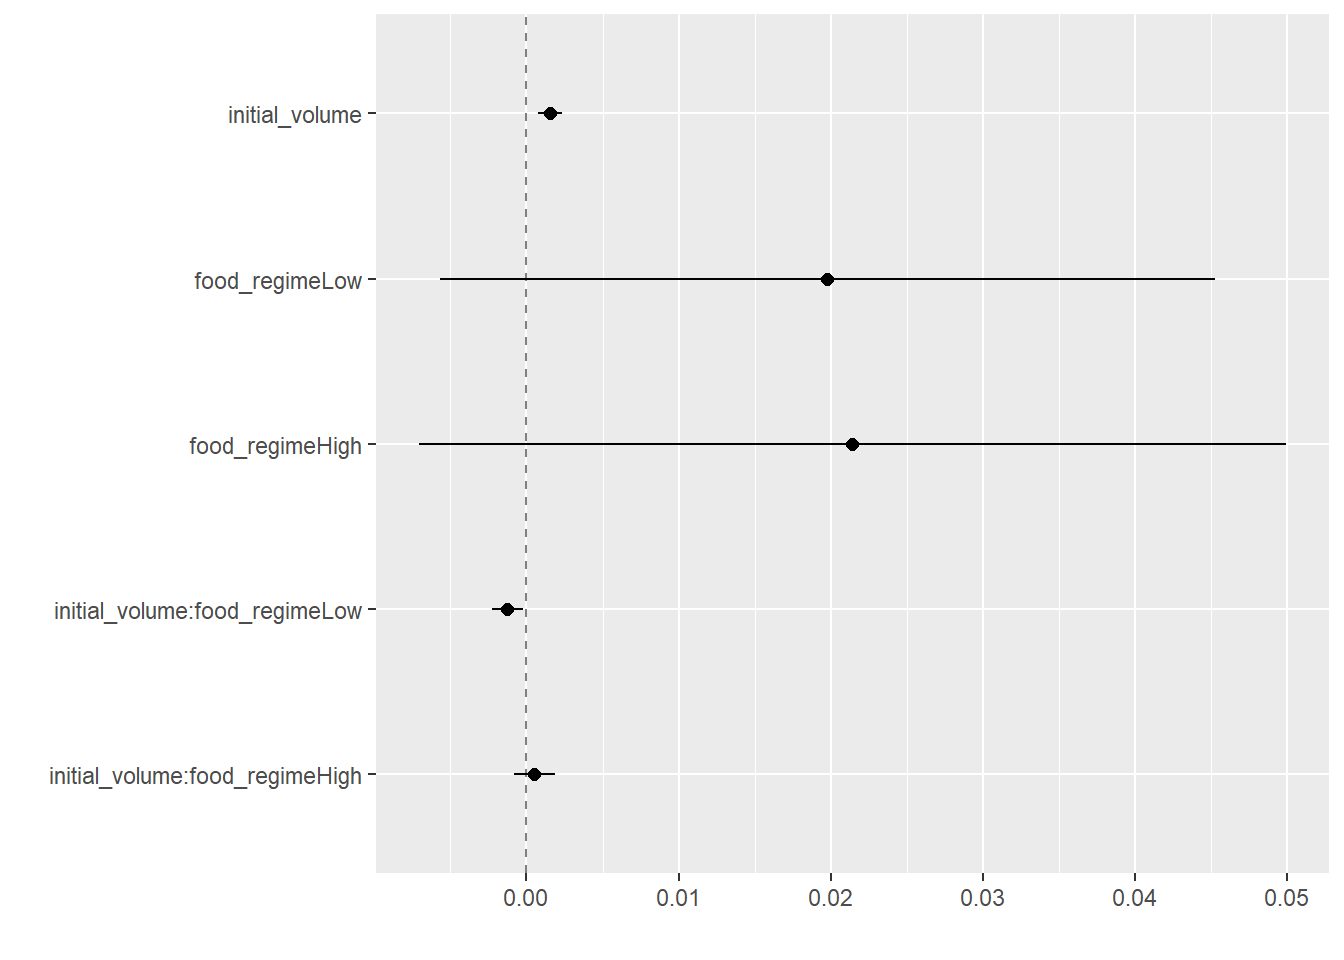 initial_volume
food_regimeLow
food_regimeHigh
initial_volume:food_regimeLow
initial_volume:food_regimeHigh
0.00 0.01 0.02 0.03 0.04 0.05